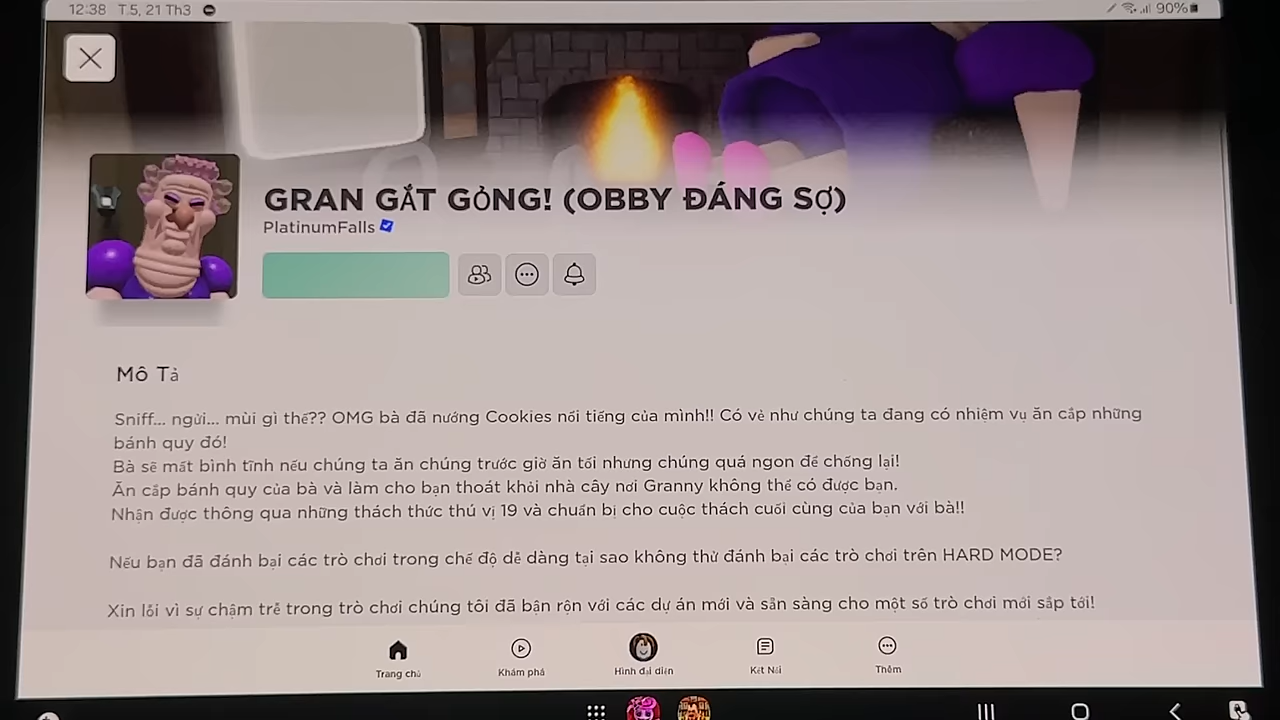 12:38 T.5, 21 Th3
90%
GRAN GẮT GỎNG! (OBBY ĐÁNG SỢ)
PlatinumFalls
Mô Tả
Sniff... ngửi... mùi gì thế?? OMG bà đã nướng Cookies nổi tiếng của mình!! Có vẻ như chúng ta đang có nhiệm vụ ăn cắp những
bánh quy đó!
Bà sẽ mất bình tĩnh nếu chúng ta ăn chúng trước giờ ăn tối nhưng chúng quá ngon để chống lại!
Ăn cắp bánh quy của bà và làm cho bạn thoát khỏi nhà cây nơi Granny không thể có được bạn.
Nhận được thông qua những thách thức thú vị 19 và chuẩn bị cho cuộc thách cuối cùng của bạn với bà!!
Nếu bạn đã đánh bại các trò chơi trong chế độ dễ dàng tại sao không thử đánh bại các trò chơi trên HARD MODE?
Xin lỗi vì sự chậm trễ trong trò chơi chúng tôi đã bận rộn với các dự án mới và sẵn sàng cho một số trò chơi mới sắp tới!
Trang chủ
Khám phá
Hình đại diện
Kết Nối
Thêm